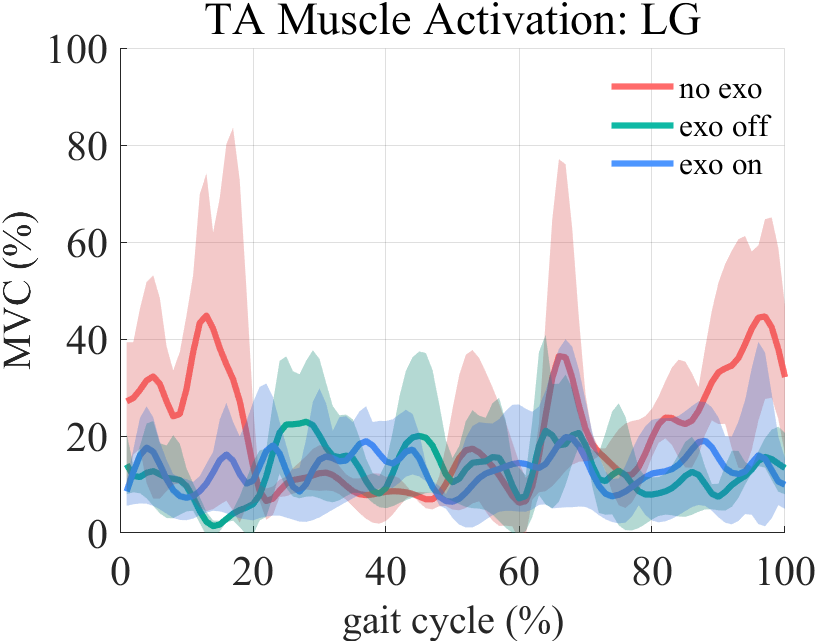 TA Muscle Activation: LG
100
80
60
40
20
0
MVC (%)
no exo
exo off
exo on
0 20 40 60 80 100
gait cycle (%)